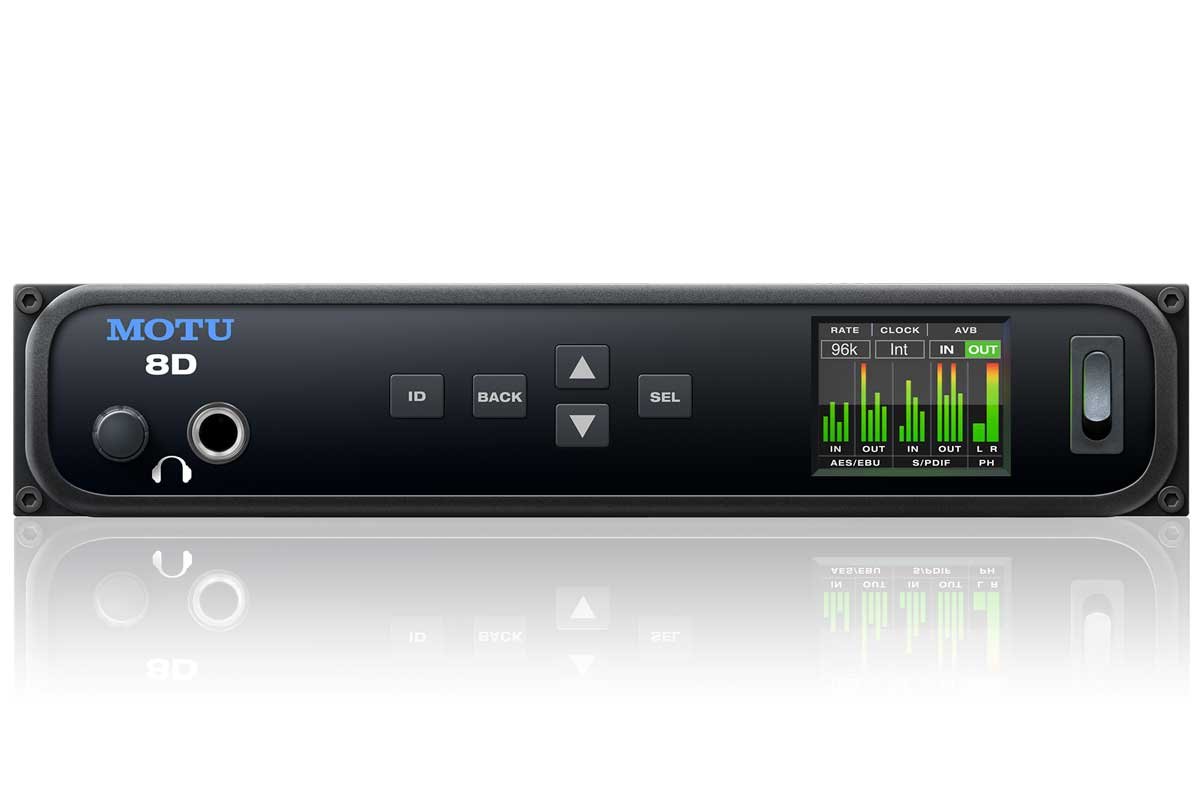 MOTU
8D
ID
BACK
SEL
RATE CLOCK AVB
96k Int IN OUT
IN OUT IN OUT L R
AES/EBU S/PDIF PH